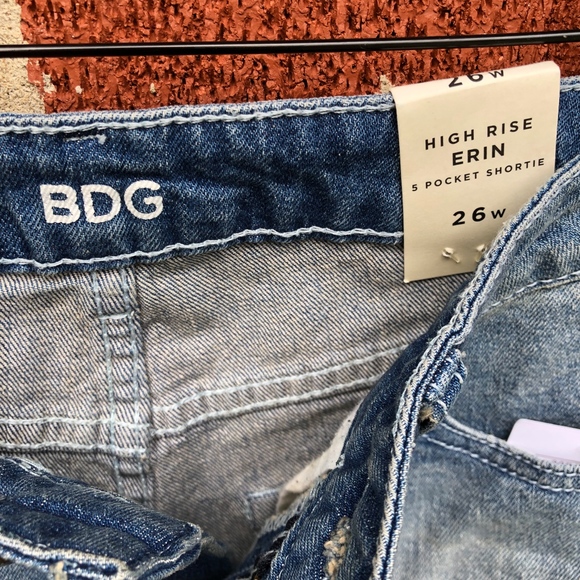 26 W
HIGH RISE
ERIN
5 POCKET SHORTIE
26 W
BDG